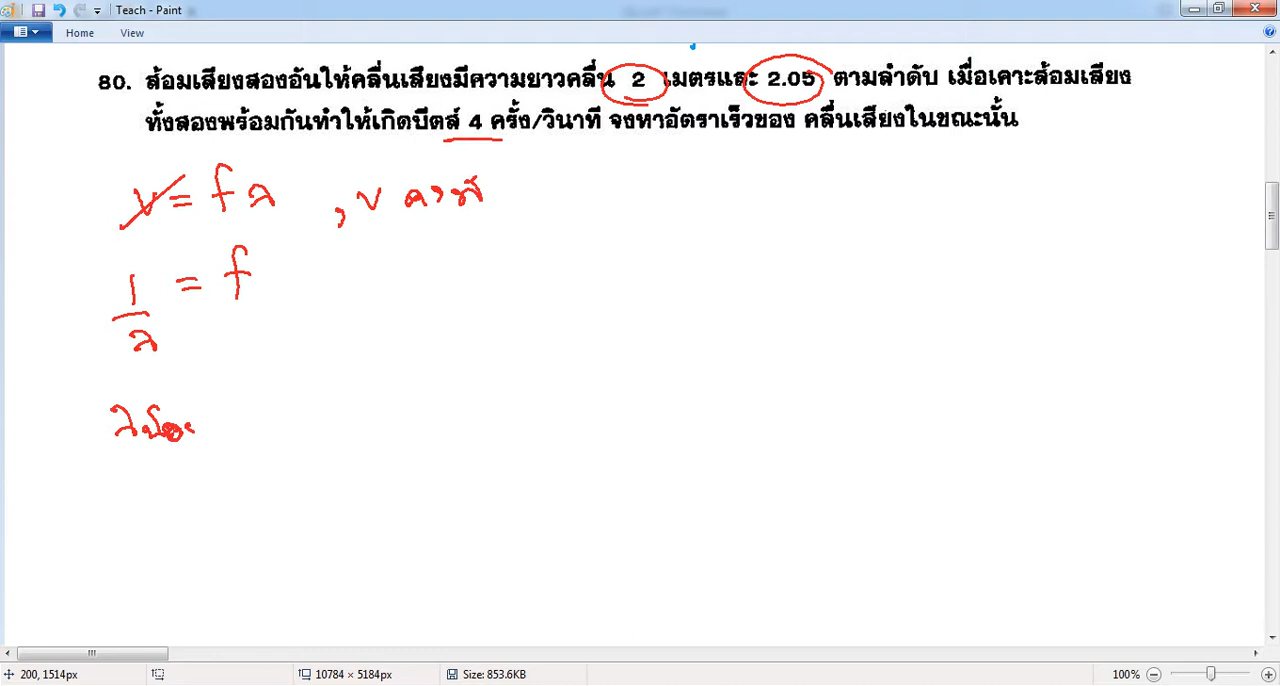 Teach - Paint
Home View
80. ส้อมเสียงสองอันให้คลื่นเสียงมีความยาวคลื่น 2 เมตรและ 2.05 ตามลำดับ เมื่อเคาะส้อมเสียง
ทั้งสองพร้อมกันทำให้เกิดบีตส์ 4 ครั้ง/วินาที จงหาอัตราเร็วของ คลื่นเสียงในขณะนั้น
v = fλ , v คงที่
1/λ = f
λน้อย
200, 1514px 10784 × 5184px Size: 853.6KB 100%